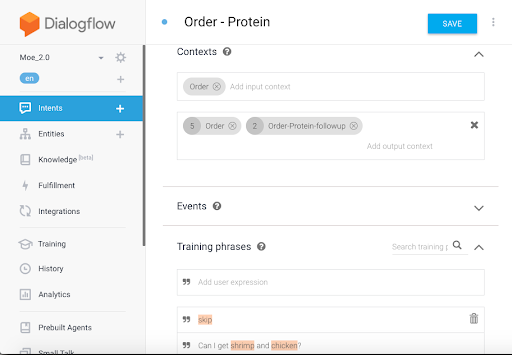 Dialogflow
Order - Protein
SAVE
Moe_2.0
en
Intents
Entities
Knowledge [beta]
Fulfillment
Integrations
Training
History
Analytics
Prebuilt Agents
Small Talk
Contexts
Order
Add input context
5 Order
2 Order-Protein-followup
Add output context
Events
Training phrases
Search training p
Add user expression
skip
Can I get shrimp and chicken?